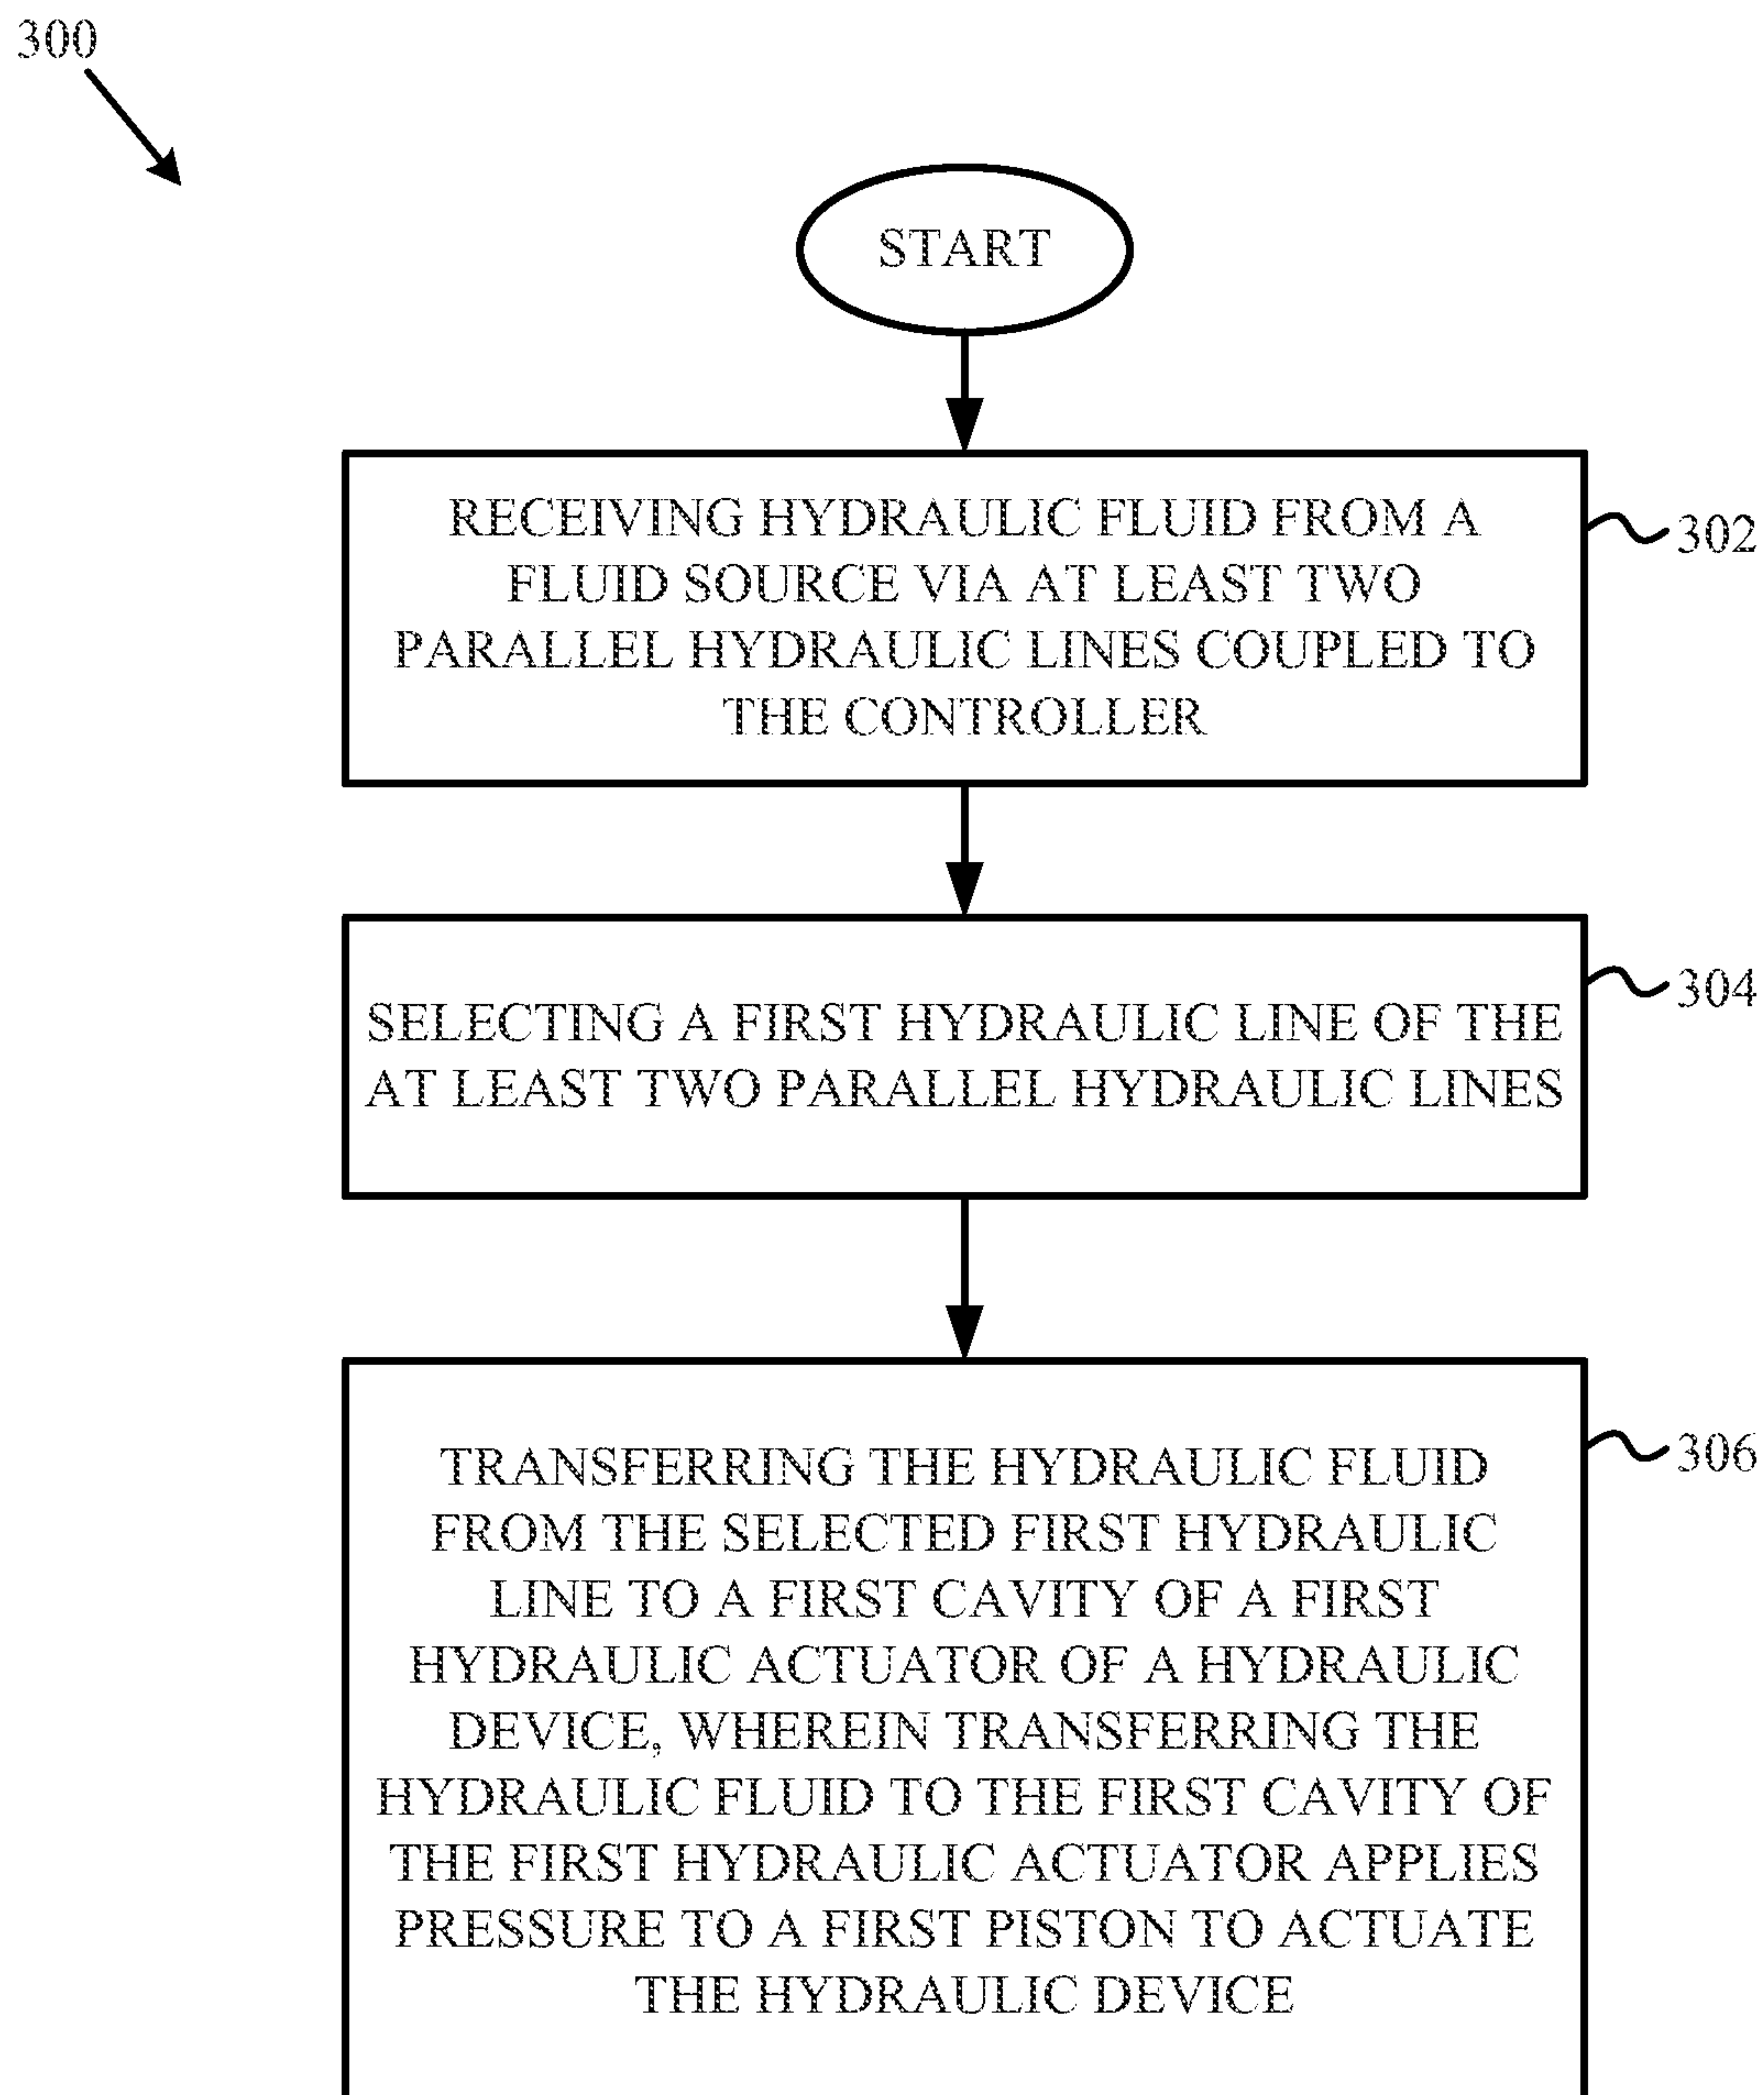 300
START
RECEIVING HYDRAULIC FLUID FROM A
FLUID SOURCE VIA AT LEAST TWO
PARALLEL HYDRAULIC LINES COUPLED TO
THE CONTROLLER
302
SELECTING A FIRST HYDRAULIC LINE OF THE
AT LEAST TWO PARALLEL HYDRAULIC LINES
304
TRANSFERRING THE HYDRAULIC FLUID
FROM THE SELECTED FIRST HYDRAULIC
LINE TO A FIRST CAVITY OF A FIRST
HYDRAULIC ACTUATOR OF A HYDRAULIC
DEVICE, WHEREIN TRANSFERRING THE
HYDRAULIC FLUID TO THE FIRST CAVITY OF
THE FIRST HYDRAULIC ACTUATOR APPLIES
PRESSURE TO A FIRST PISTON TO ACTUATE
THE HYDRAULIC DEVICE
306